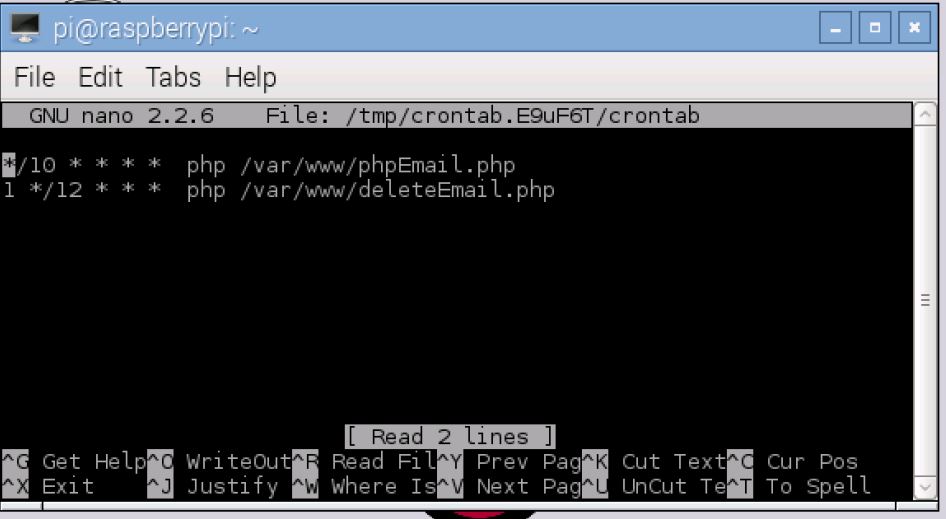 pi@raspberrypi: ~
File Edit Tabs Help
GNU nano 2.2.6 File: /tmp/crontab.E9uF6T/crontab
*/10 * * * * php /var/www/phpEmail.php
1 */12 * * * php /var/www/deleteEmail.php
[ Read 2 lines ]
^G Get Help^O WriteOut^R Read Fil^Y Prev Pag^K Cut Text^C Cur Pos
^X Exit ^J Justify ^W Where Is^V Next Pag^U UnCut Te^T To Spell